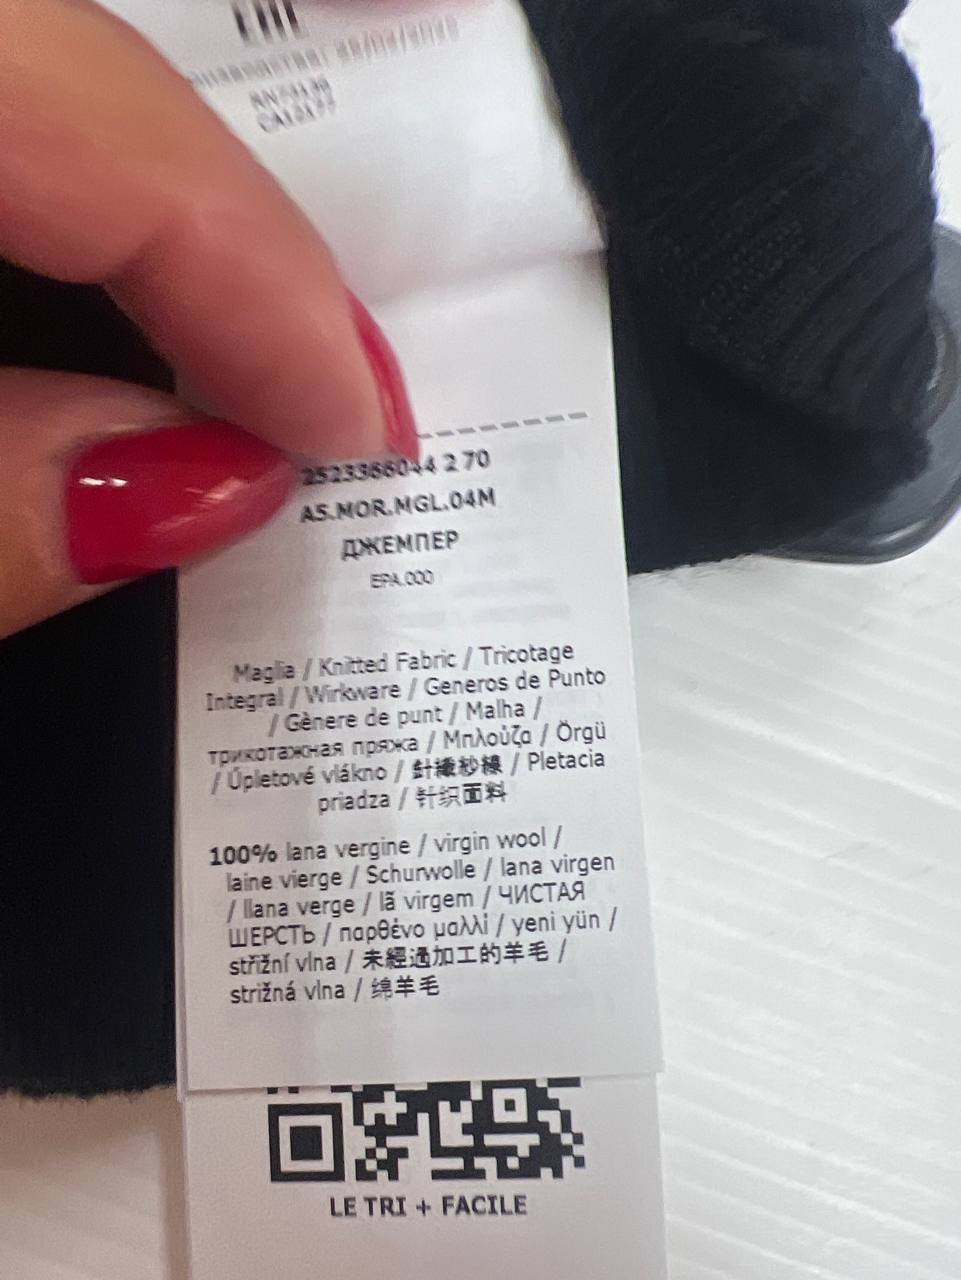 EAC
2523366044 2 70
A5.MOR.MGL.04M
ДЖЕМПЕР
EPA.000
Maglia / Knitted Fabric / Tricotage
Integral / Wirkware / Generos de Punto
/ Gènere de punt / Malha /
трикотажная пряжа / Μπλούζα / Örgü
/ Úpletové vlákno / 針織紗線 / Pletacia
priadza / 针织面料
100% lana vergine / virgin wool /
laine vierge / Schurwolle / lana virgen
/ llana verge / lã virgem / ЧИСТАЯ
ШЕРСТЬ / παρθένο μαλλί / yeni yün /
střižní vlna / 未經過加工的羊毛 /
strižná vlna / 绵羊毛
LE TRI + FACILE